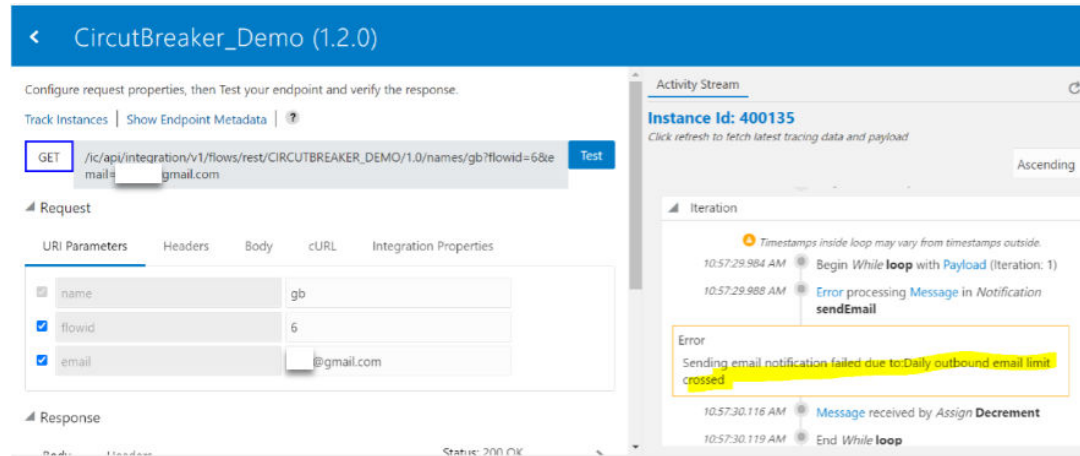 CircutBreaker_Demo (1.2.0)
Configure request properties, then Test your endpoint and verify the response.
Track Instances | Show Endpoint Metadata | ?
GET /ic/api/integration/v1/flows/rest/CIRCUTBREAKER_DEMO/1.0/names/gb?flowid=6&e
mail= gmail.com
Test
Request
URI Parameters Headers Body cURL Integration Properties
name gb
flowid 6
email @gmail.com
Response
Body Headers Status: 200 OK
Activity Stream
Instance Id: 400135
Click refresh to fetch latest tracing data and payload
Ascending
Iteration
Timestamps inside loop may vary from timestamps outside.
10:57:29.984 AM Begin While loop with Payload (Iteration: 1)
10:57:29.988 AM Error processing Message in Notification
sendEmail
Error
Sending email notification failed due to:Daily outbound email limit
crossed
10:57:30.116 AM Message received by Assign Decrement
10:57:30.119 AM End While loop